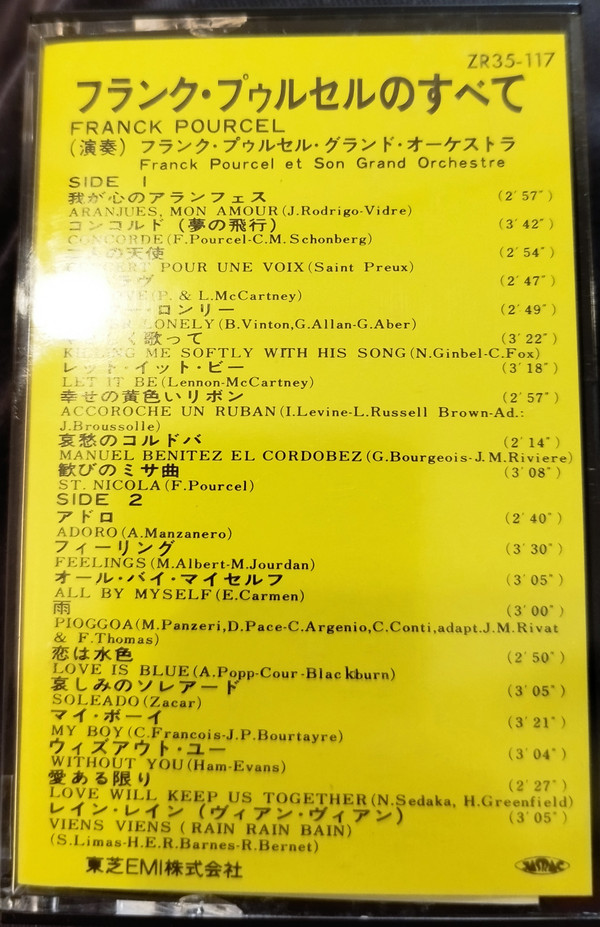 ZR35-117
フランク・プゥルセルのすべて
FRANCK POURCEL
(演奏) フランク・プゥルセル・グランド・オーケストラ
Franck Pourcel et Son Grand Orchestre
SIDE 1
我が心のアランフェス (2′57″)
ARANJUES, MON AMOUR (J.Rodrigo-Vidre)
コンコルド (夢の飛行) (3′42″)
CONCORDE (F.Pourcel-C.M.Schonberg)
の天使 (2′54″)
POUR UNE VOIX (Saint Preux)
ラヴ (2′47″)
(P. & L.McCartney)
・ロンリー (2′49″)
LONELY (B.Vinton,G.Allan-G.Aber)
く歌って (3′22″)
KILLING ME SOFTLY WITH HIS SONG (N.Ginbel-C.Fox)
レット・イット・ビー (3′18″)
LET IT BE (Lennon-McCartney)
幸せの黄色いリボン (2′57″)
ACCOROCHE UN RUBAN (I.Levine-L.Russell Brown-Ad.:
J.Broussolle)
哀愁のコルドバ (2′14″)
MANUEL BENITEZ EL CORDOBEZ (G.Bourgeois-J.M.Riviere)
歓びのミサ曲 (3′08″)
ST. NICOLA (F.Pourcel)
SIDE 2
アドロ (2′40″)
ADORO (A.Manzanero)
フィーリング (3′30″)
FEELINGS (M.Albert-M.Jourdan)
オール・バイ・マイセルフ (3′05″)
ALL BY MYSELF (E.Carmen)
雨 (3′00″)
PIOGGOA (M.Panzeri,D.Pace-C.Argenio,C.Conti,adapt.J.M.Rivat
& F.Thomas)
恋は水色 (2′50″)
LOVE IS BLUE (A.Popp-Cour-Blackburn)
哀しみのソレアード (3′05″)
SOLEADO (Zacar)
マイ・ボーイ (3′21″)
MY BOY (C.Francois-J.P.Bourtayre)
ウィズアウト・ユー (3′04″)
WITHOUT YOU (Ham-Evans)
愛ある限り (2′27″)
LOVE WILL KEEP US TOGETHER (N.Sedaka, H.Greenfield)
レイン・レイン (ヴィアン・ヴィアン) (3′05″)
VIENS VIENS (RAIN RAIN BAIN)
(S.Limas-H.E.R.Barnes-R.Bernet)
東芝EMI株式会社
JASRAC